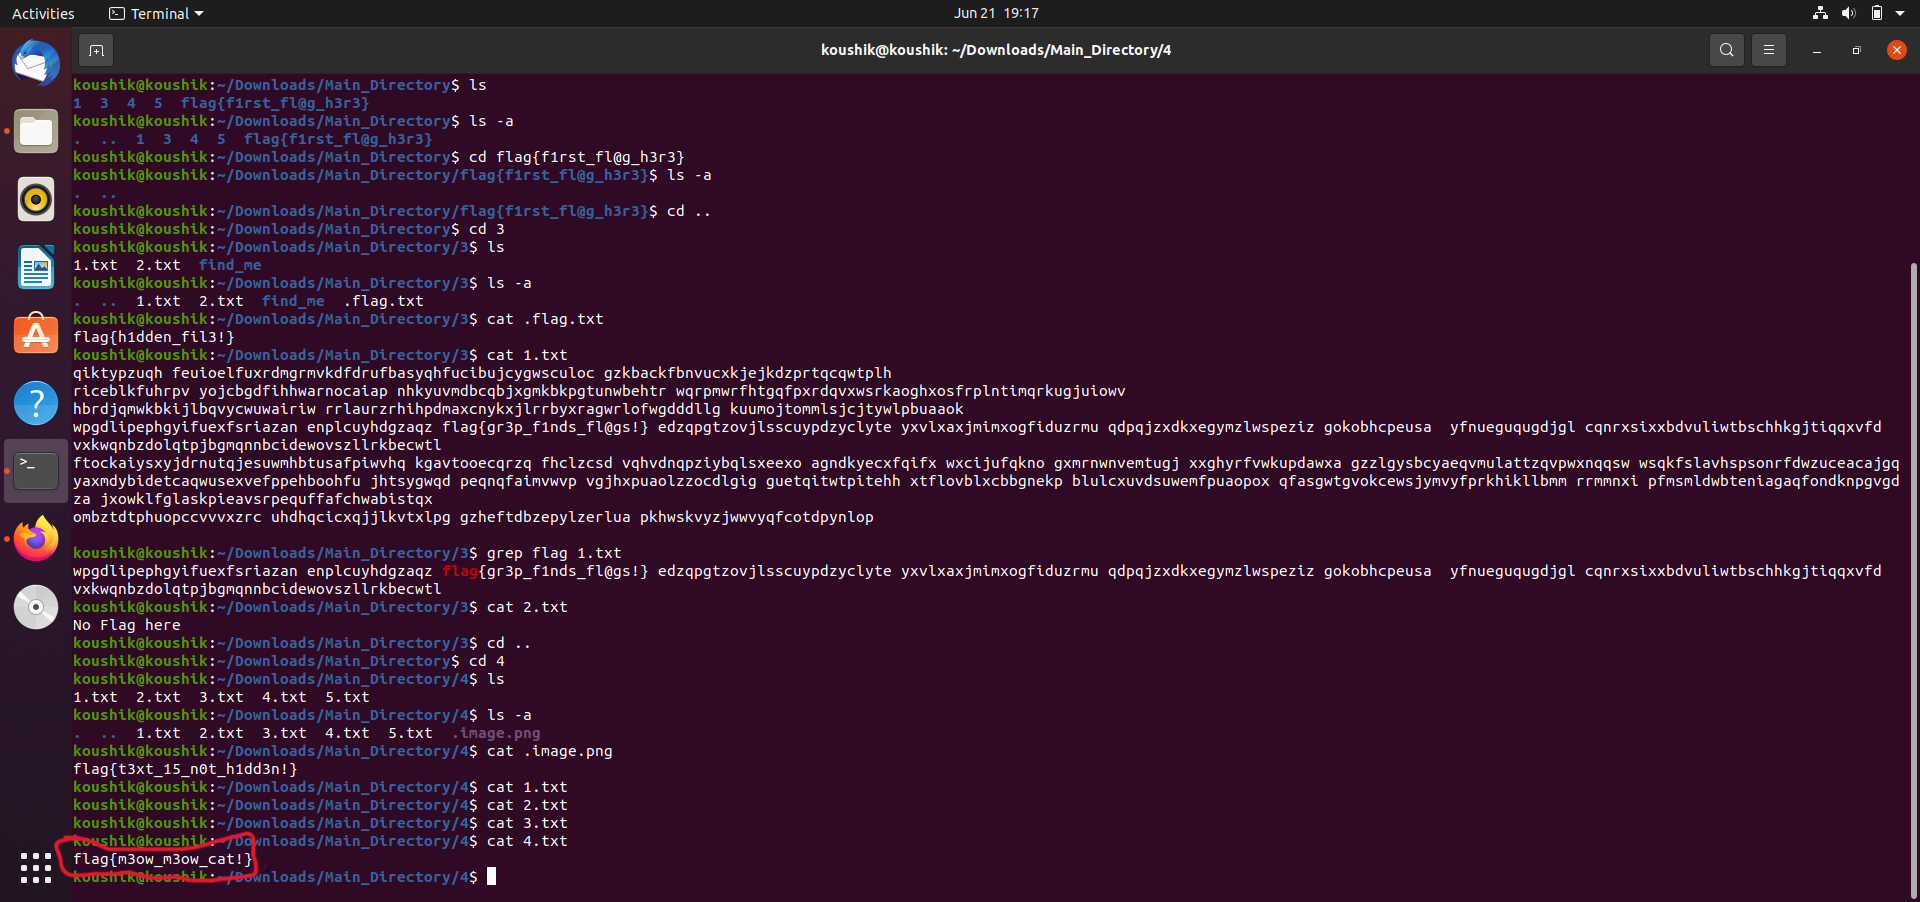 Activities Terminal Jun 21 19:17
koushik@koushik: ~/Downloads/Main_Directory/4
koushik@koushik:~/Downloads/Main_Directory$ ls
1 3 4 5 flag{f1rst_fl@g_h3r3}
koushik@koushik:~/Downloads/Main_Directory$ ls -a
. .. 1 3 4 5 flag{f1rst_fl@g_h3r3}
koushik@koushik:~/Downloads/Main_Directory$ cd flag{f1rst_fl@g_h3r3}
koushik@koushik:~/Downloads/Main_Directory/flag{f1rst_fl@g_h3r3}$ ls -a
. ..
koushik@koushik:~/Downloads/Main_Directory/flag{f1rst_fl@g_h3r3}$ cd ..
koushik@koushik:~/Downloads/Main_Directory$ cd 3
koushik@koushik:~/Downloads/Main_Directory/3$ ls
1.txt 2.txt find_me
koushik@koushik:~/Downloads/Main_Directory/3$ ls -a
. .. 1.txt 2.txt find_me .flag.txt
koushik@koushik:~/Downloads/Main_Directory/3$ cat .flag.txt
flag{h1dden_fil3!}
koushik@koushik:~/Downloads/Main_Directory/3$ cat 1.txt
qiktypzuqh feuioelfuxrdmgrmvkdfdrufbasyqhfucibujcygwsculoc gzkbackfbnvucxkjejkdzprtqcqwtplh
riceblkfuhrpv yojcbgdfihhwarnocaiap nhkyuvmdbcqbjxgmkbkpgtunwbehtr wqrpmwrfhtgqfpxrdqvxwsrkaoghxosfrplntimqrkugjuiowv
hbrdjqmwkbkijlbqvycwuwairiw rrlaurzrhihpdmaxcnykxjlrrbyxragwrlofwgdddllg kuumojtommlsjcjtywlpbuaaok
wpgdlipephgyifuexfsriazan enplcuyhdgzaqz flag{gr3p_f1nds_fl@gs!} edzqpgtzovjlsscuypdzyclyte yxvlxaxjmimxogfiduzrmu qdpqjzxdkxegymzlwspeziz gokobhcpeusa yfnueguqugdjgl cqnrxsixxbdvuliwtbschhkgjtiqqxvfd
vxkwqnbzdolqtpjbgmqnnbcidewovszllrkbecwtl
ftockaiysxyjdrnutqjesuwmhbtusafpiwvhq kgavtooecqrzq fhclzcsd vqhvdnqpziybqlsxeexo agndkyecxfqifx wxcijufqkno gxmrnwnvemtugj xxghyrfvwkupdawxa gzzlgysbcyaeqvmulattzqvpwxnqqsw wsqkfslavhspsonrfdwzuceacajgq
yaxmdybidetcaqwusexvefppehboohfu jhtsygwqd peqnqfaimvwvp vgjhxpuaolzzocdlgig guetqitwtpitehh xtflovblxcbbgnekp blulcxuvdsuwemfpuaopox qfasgwtgvokcewsjymvyfprkhikllbmm rrmmnxi pfmsmldwbteniagaqfondknpgvgd
za jxowklfglaskpieavsrpequffafchwabistqx
ombztdtphuopccvvvxzrc uhdhqcicxqjjlkvtxlpg gzheftdbzepylzerlua pkhwskvyzjwwvyqfcotdpynlop
koushik@koushik:~/Downloads/Main_Directory/3$ grep flag 1.txt
wpgdlipephgyifuexfsriazan enplcuyhdgzaqz flag{gr3p_f1nds_fl@gs!} edzqpgtzovjlsscuypdzyclyte yxvlxaxjmimxogfiduzrmu qdpqjzxdkxegymzlwspeziz gokobhcpeusa yfnueguqugdjgl cqnrxsixxbdvuliwtbschhkgjtiqqxvfd
vxkwqnbzdolqtpjbgmqnnbcidewovszllrkbecwtl
koushik@koushik:~/Downloads/Main_Directory/3$ cat 2.txt
No Flag here
koushik@koushik:~/Downloads/Main_Directory/3$ cd ..
koushik@koushik:~/Downloads/Main_Directory$ cd 4
koushik@koushik:~/Downloads/Main_Directory/4$ ls
1.txt 2.txt 3.txt 4.txt 5.txt
koushik@koushik:~/Downloads/Main_Directory/4$ ls -a
. .. 1.txt 2.txt 3.txt 4.txt 5.txt .image.png
koushik@koushik:~/Downloads/Main_Directory/4$ cat .image.png
flag{t3xt_15_n0t_h1dd3n!}
koushik@koushik:~/Downloads/Main_Directory/4$ cat 1.txt
koushik@koushik:~/Downloads/Main_Directory/4$ cat 2.txt
koushik@koushik:~/Downloads/Main_Directory/4$ cat 3.txt
koushik@koushik:~/Downloads/Main_Directory/4$ cat 4.txt
flag{m3ow_m3ow_cat!}
koushik@koushik:~/Downloads/Main_Directory/4$